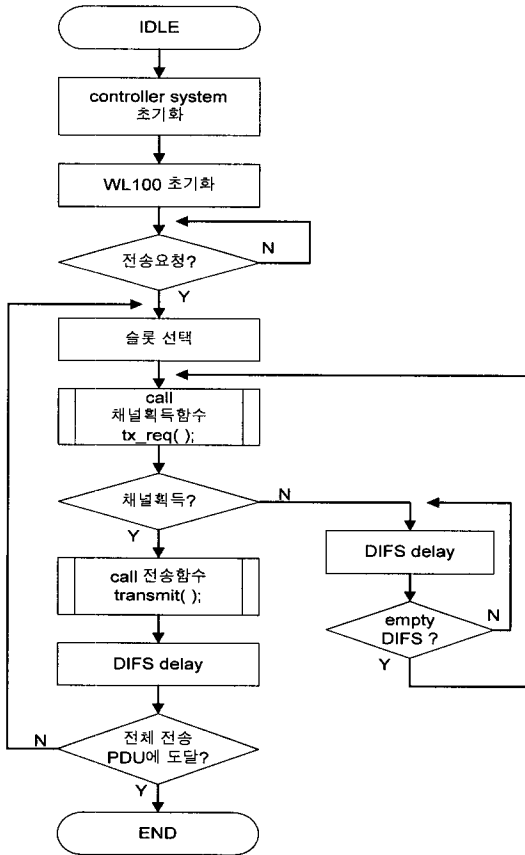 IDLE
controller system
초기화
WL100 초기화
N
전송요청?
Y
슬롯 선택
call
채널획득함수
tx_req( );
채널획득?
N
Y
DIFS delay
call 전송함수
transmit( );
empty
DIFS ?
N
Y
DIFS delay
N
전체 전송
PDU에 도달?
Y
END